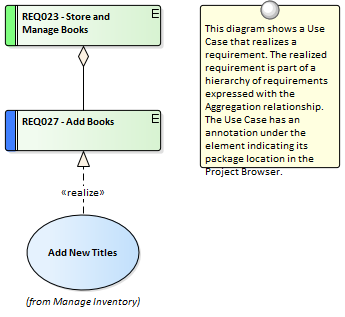 REQ023 - Store and
Manage Books
E
REQ027 - Add Books
E
«realize»
Add New Titles
(from Manage Inventory)
This diagram shows a Use
Case that realizes a
requirement. The realized
requirement is part of a
hierarchy of requirements
expressed with the
Aggregation relationship.
The Use Case has an
annotation under the
element indicating its
package location in the
Project Browser.